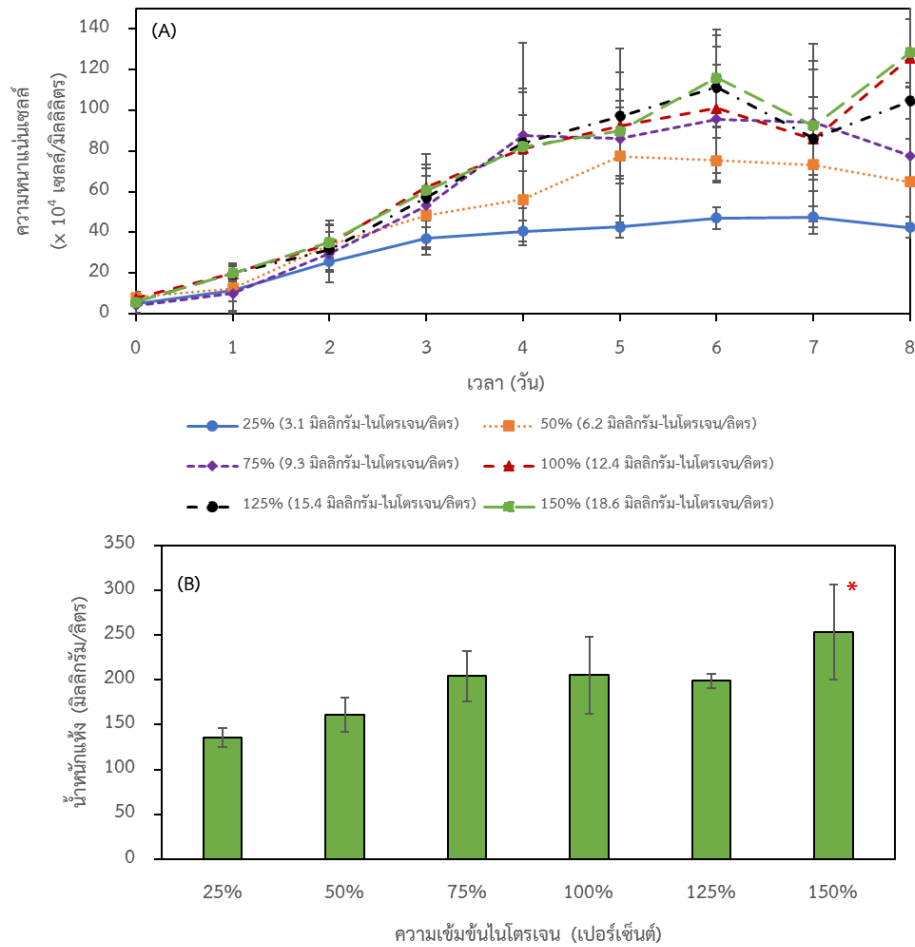 140
120
100
80
60
40
20
0
(A)
ความหนาแน่นเซลล์
(x 10⁴ เซลล์/มิลลิลิตร)
0 1 2 3 4 5 6 7 8
เวลา (วัน)
25% (3.1 มิลลิกรัม-ไนโตรเจน/ลิตร) 50% (6.2 มิลลิกรัม-ไนโตรเจน/ลิตร)
75% (9.3 มิลลิกรัม-ไนโตรเจน/ลิตร) 100% (12.4 มิลลิกรัม-ไนโตรเจน/ลิตร)
125% (15.4 มิลลิกรัม-ไนโตรเจน/ลิตร) 150% (18.6 มิลลิกรัม-ไนโตรเจน/ลิตร)
350
300
250
200
150
100
50
0
(B)
*
น้ำหนักแห้ง (มิลลิกรัม/ลิตร)
25% 50% 75% 100% 125% 150%
ความเข้มข้นไนโตรเจน (เปอร์เซ็นต์)